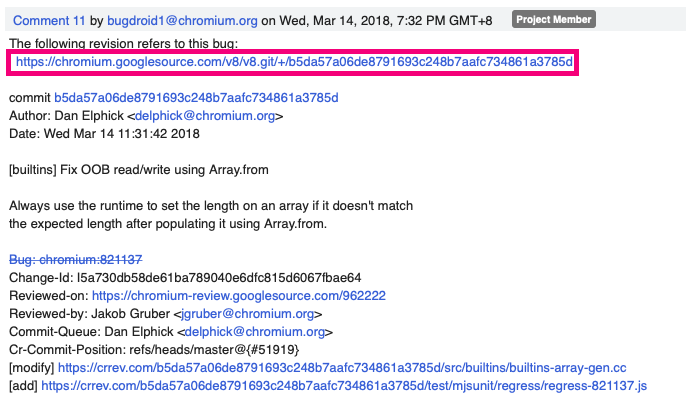 Comment 11 by bugdroid1@chromium.org on Wed, Mar 14, 2018, 7:32 PM GMT+8 Project Member
The following revision refers to this bug:
https://chromium.googlesource.com/v8/v8.git/+/b5da57a06de8791693c248b7aafc734861a3785d
commit b5da57a06de8791693c248b7aafc734861a3785d
Author: Dan Elphick <delphick@chromium.org>
Date: Wed Mar 14 11:31:42 2018
[builtins] Fix OOB read/write using Array.from
Always use the runtime to set the length on an array if it doesn't match
the expected length after populating it using Array.from.
Bug: chromium:821137
Change-Id: I5a730db58de61ba789040e6dfc815d6067fbae64
Reviewed-on: https://chromium-review.googlesource.com/962222
Reviewed-by: Jakob Gruber <jgruber@chromium.org>
Commit-Queue: Dan Elphick <delphick@chromium.org>
Cr-Commit-Position: refs/heads/master@{#51919}
[modify] https://crrev.com/b5da57a06de8791693c248b7aafc734861a3785d/src/builtins/builtins-array-gen.cc
[add] https://crrev.com/b5da57a06de8791693c248b7aafc734861a3785d/test/mjsunit/regress/regress-821137.js